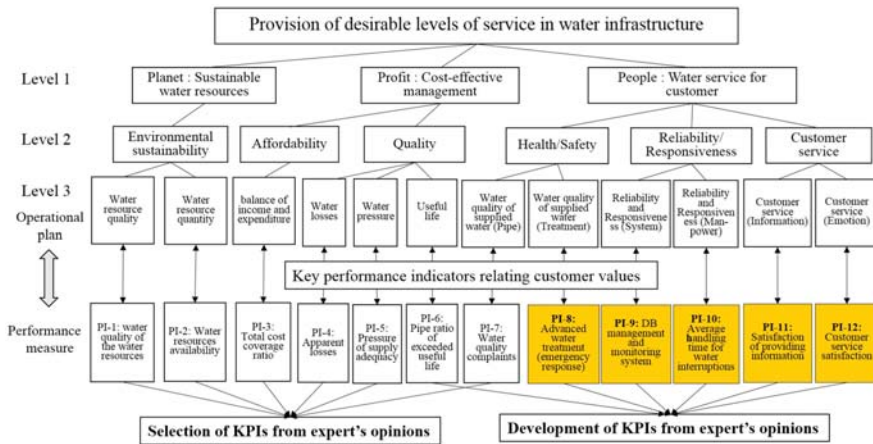 Provision of desirable levels of service in water infrastructure
Level 1
Planet : Sustainable
water resources
Profit : Cost-effective
management
People : Water service for
customer
Level 2
Environmental
sustainability
Affordability
Quality
Health/Safety
Reliability/
Responsiveness
Customer
service
Level 3
Operational
plan
Water
resource
quality
Water
resource
quantity
balance of
income and
expenditure
Water
losses
Water
pressure
Useful
life
Water
quality of
supplied
water (Pipe)
Water quality
of supplied
water
(Treatment)
Reliability
and
Responsivene
ss (System)
Reliability
and
Responsiven
ess (Man-
power)
Customer
service
(Information)
Customer
service
(Emotion)
Key performance indicators relating customer values
Performance
measure
PI-1: water
quality of
the water
resources
PI-2: Water
resources
availability
PI-3:
Total cost
coverage
ratio
PI-4:
Apparent
losses
PI-5:
Pressure
of supply
adequacy
PI-6:
Pipe ratio
of
exceeded
useful life
PI-7:
Water
quality
complaints
PI-8:
Advanced
water
treatment
(emergency
response)
PI-9: DB
management
and
monitoring
system
PI-10:
Average
handling
time for
water
interruptions
PI-11:
Satisfaction
of providing
information
PI-12:
Customer
service
satisfaction
Selection of KPIs from expert's opinions
Development of KPIs from expert's opinions